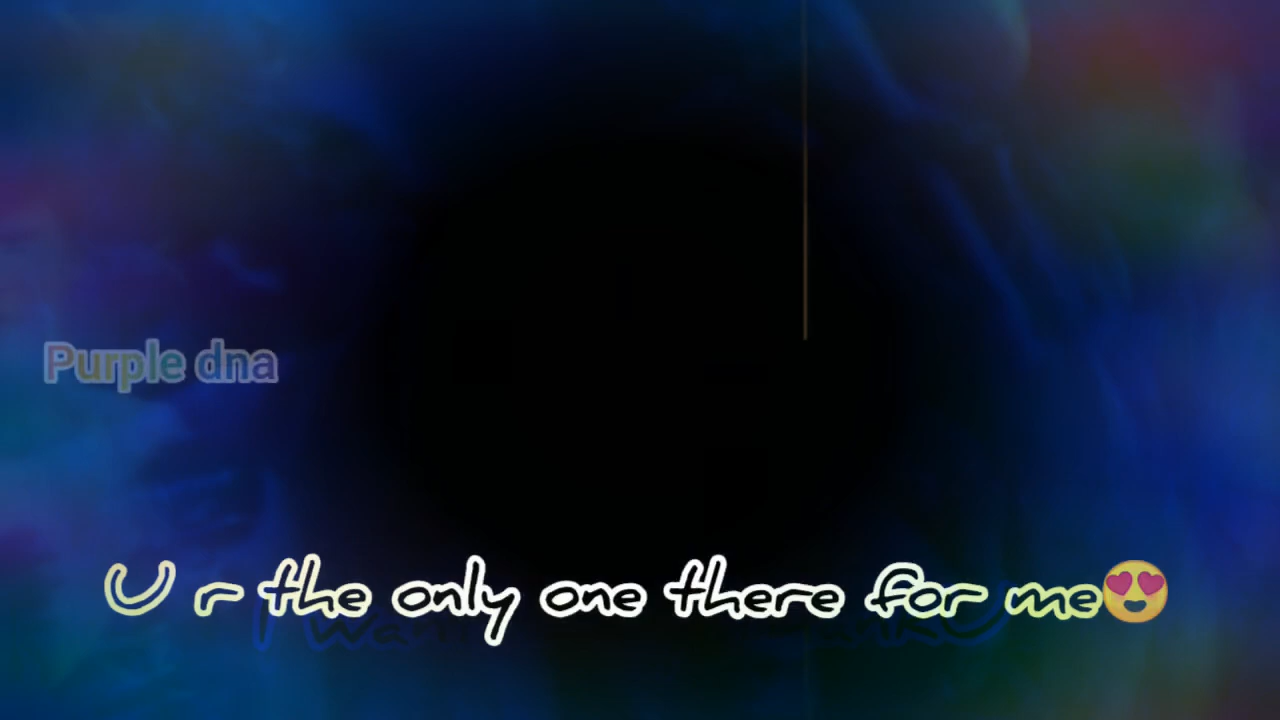 Purple dna
U r the only one there for me😍